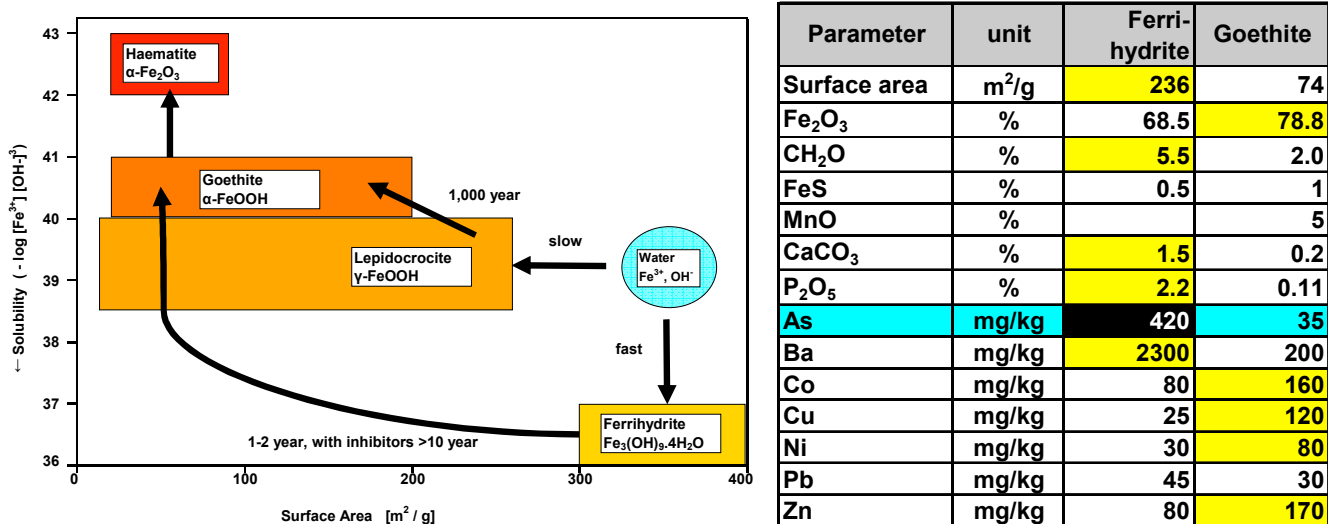 43
42
41
40
39
38
37
36
← Solubility ( - log [Fe³⁺] [OH-]³)
Haematite
α-Fe₂O₃
Goethite
α-FeOOH
1,000 year
Lepidocrocite
γ-FeOOH
slow
Water
Fe³⁺, OH⁻
fast
Ferrihydrite
Fe₃(OH)₉.4H₂O
1-2 year, with inhibitors >10 year
0 100 200 300 400
Surface Area [m² / g]
Parameter unit Ferri-hydrite Goethite
Surface area m²/g 236 74
Fe₂O₃ % 68.5 78.8
CH₂O % 5.5 2.0
FeS % 0.5 1
MnO % 5
CaCO₃ % 1.5 0.2
P₂O₅ % 2.2 0.11
As mg/kg 420 35
Ba mg/kg 2300 200
Co mg/kg 80 160
Cu mg/kg 25 120
Ni mg/kg 30 80
Pb mg/kg 45 30
Zn mg/kg 80 170